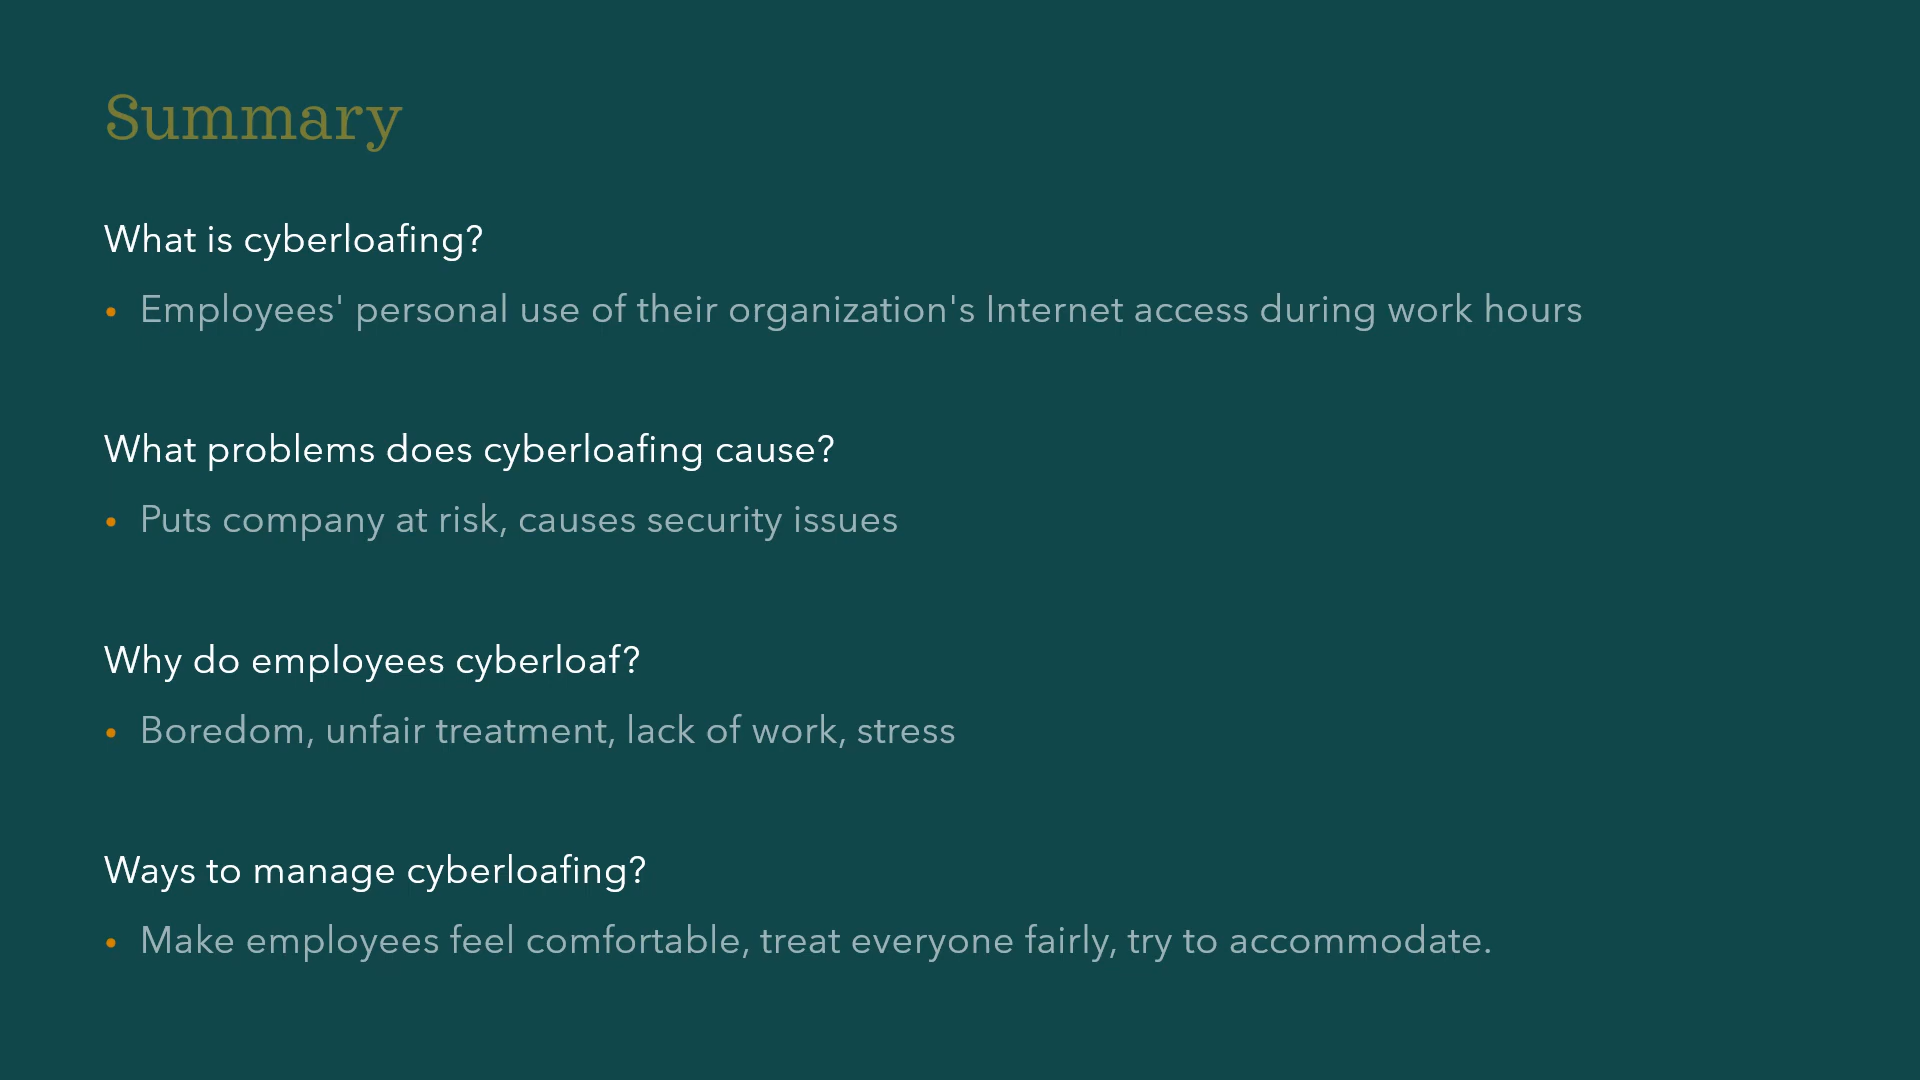 Summary
What is cyberloafing?
• Employees' personal use of their organization's Internet access during work hours
What problems does cyberloafing cause?
• Puts company at risk, causes security issues
Why do employees cyberloaf?
• Boredom, unfair treatment, lack of work, stress
Ways to manage cyberloafing?
• Make employees feel comfortable, treat everyone fairly, try to accommodate.